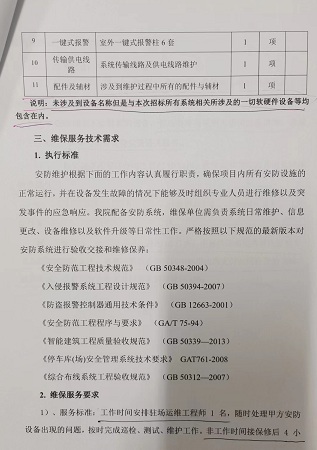 9 一键式报警 室外一键式报警柱 6 套 1 项
10 传输供电线路 系统传输线路及供电线路维护 1 项
11 配件及辅材 涉及到维护过程中所有的配件与辅材 1 项
说明：未涉及到设备名称但是与本次招标所有系统相关所涉及的一切软硬件设备等均
包含在内。
三、维保服务技术需求
1. 执行标准
安防维护根据下面的工作内容认真履行职责，确保项目内所有安防设施的
正常运行，并在设备发生故障的情况下能够及时组织专业人员进行维修以及突
发事件的应急响应。我院配备安防系统，维保单位需负责系统日常维护、信息
更改、设备维修以及软件升级等日常性工作。严格按照以下规范的最新版本对
安防系统进行验收交接和维修保养：
《安全防范工程技术规范》 （GB 50348-2004）
《入侵报警系统工程设计规范》（GB 50394-2007）
《防盗报警控制器通用技术条件》（GB 12663-2001）
《安全防范工程程序与要求》 （GA/T 75-94）
《智能建筑工程质量验收规范》（GB 50339—2013）
《停车库(场)安全管理系统技术要求》 GAT761-2008
《综合布线系统工程验收规范》（GB 50312—2007）
2. 维保服务要求
1）、服务标准：工作时间安排驻场运维工程师 1 名，随时处理甲方安防
设备出现的问题，按时完成巡检、测试、维护工作，非工作时间接保修后 4 小